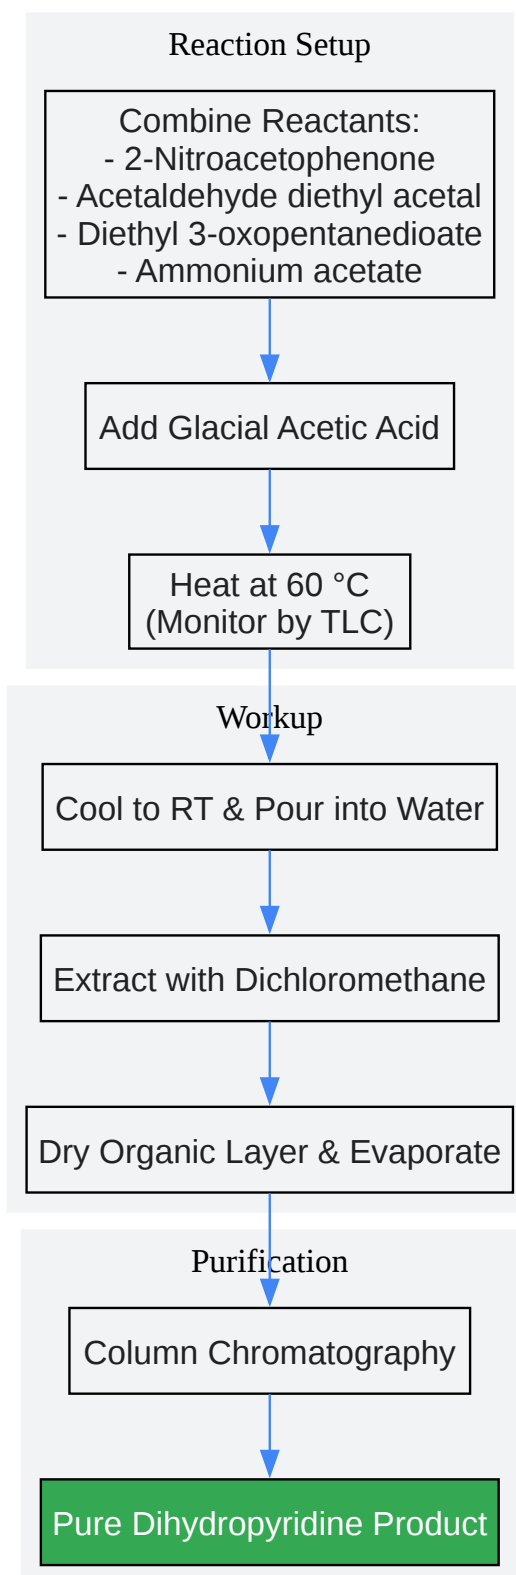 Reaction Setup
Combine Reactants:
- 2-Nitroacetophenone
- Acetaldehyde diethyl acetal
- Diethyl 3-oxopentanedioate
- Ammonium acetate
Add Glacial Acetic Acid
Heat at 60 °C
(Monitor by TLC)
Workup
Cool to RT & Pour into Water
Extract with Dichloromethane
Dry Organic Layer & Evaporate
Purification
Column Chromatography
Pure Dihydropyridine Product